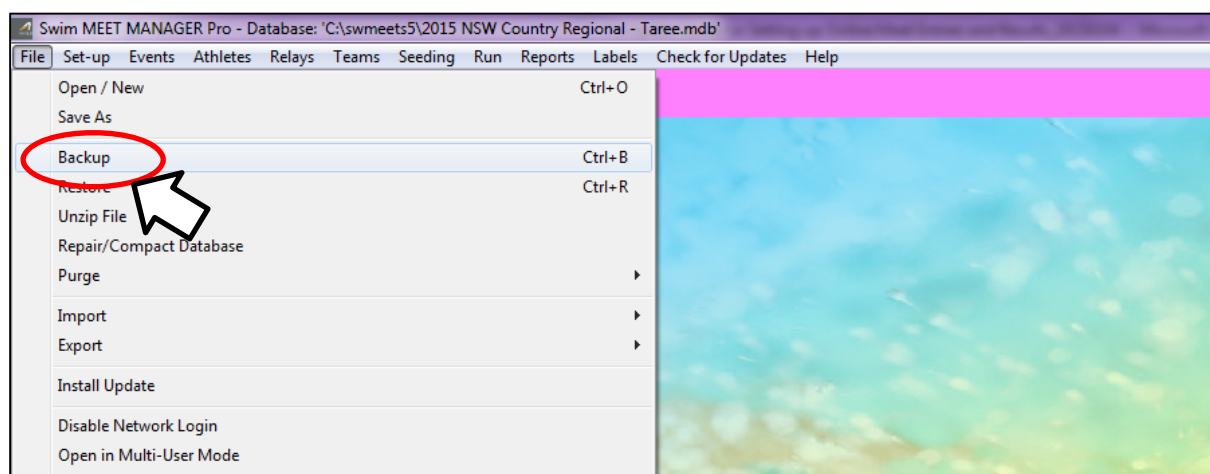 Swim MEET MANAGER Pro - Database: 'C:\swmeets5\2015 NSW Country Regional - Taree.mdb'
File Set-up Events Athletes Relays Teams Seeding Run Reports Labels Check for Updates Help
Open / New Ctrl+O
Save As
Backup Ctrl+B
Restore Ctrl+R
Unzip File
Repair/Compact Database
Purge
Import
Export
Install Update
Disable Network Login
Open in Multi-User Mode